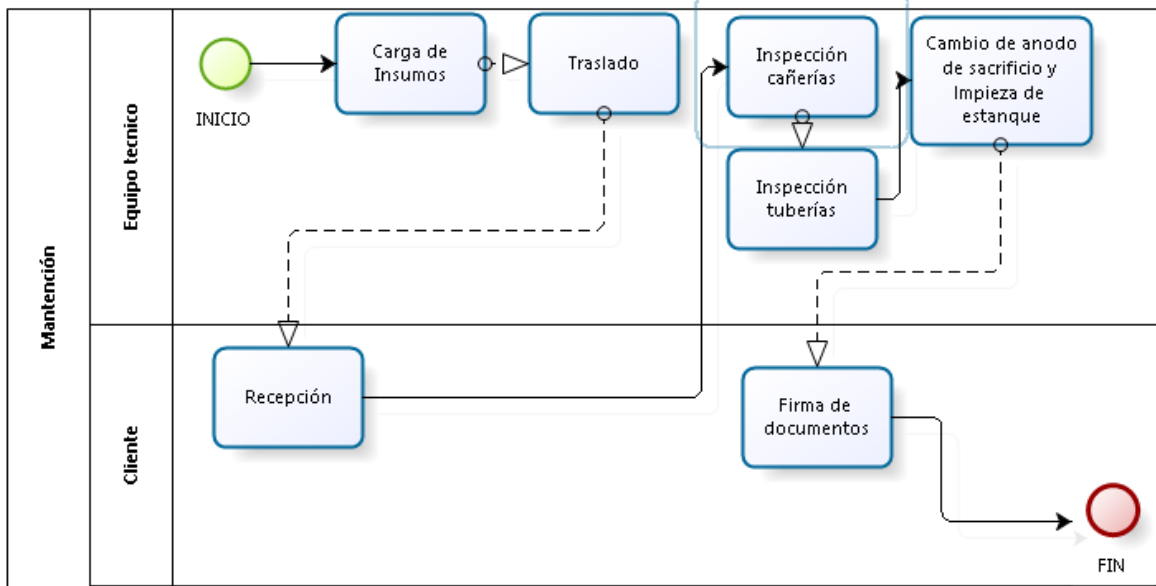 Mantención
Equipo tecnico
INICIO
Carga de
Insumos
Traslado
Inspección
cañerías
Inspección
tuberías
Cambio de anodo
de sacrificio y
lmpieza de
estanque
Cliente
Recepción
Firma de
documentos
FIN